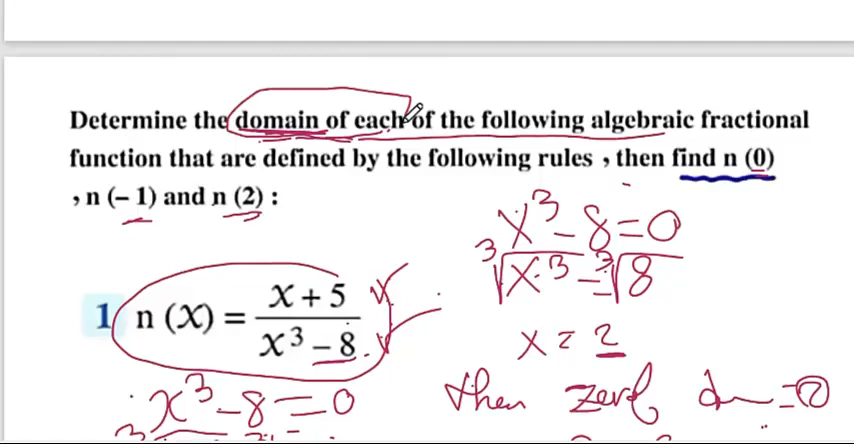 Determine the domain of each of the following algebraic fractional
function that are defined by the following rules , then find n (0)
, n (– 1) and n (2) :
x³ - 8 = 0
³√x³ = ³√8
x = 2
1 n (X) = (X + 5) / (X³ – 8)
x³ - 8 = 0
then